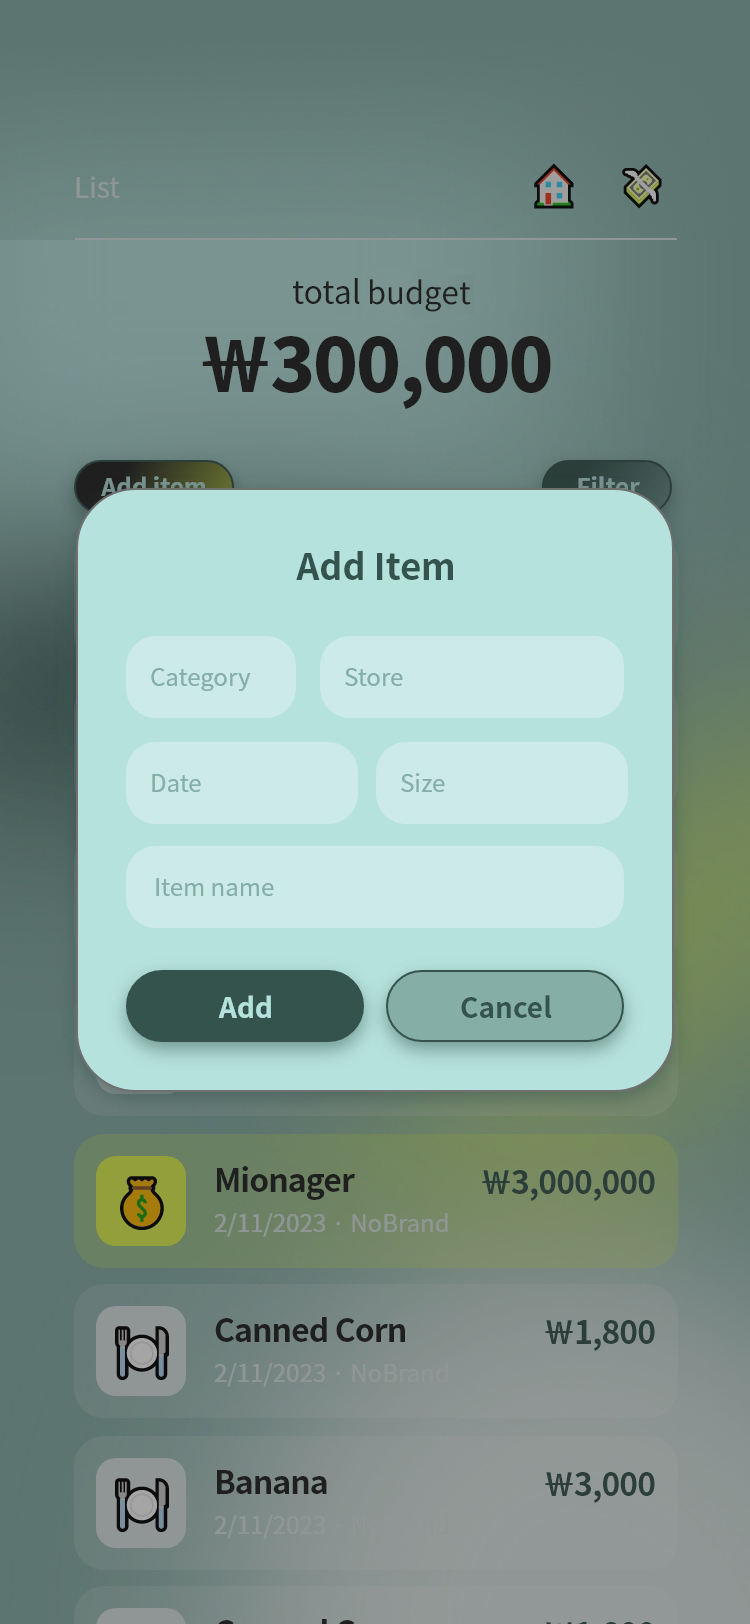 List
total budget
₩300,000
Add item Filter
Add Item
Category Store
Date Size
Item name
Add Cancel
Mionager ₩3,000,000
2/11/2023 · NoBrand
Canned Corn ₩1,800
2/11/2023 · NoBrand
Banana ₩3,000
2/11/2023